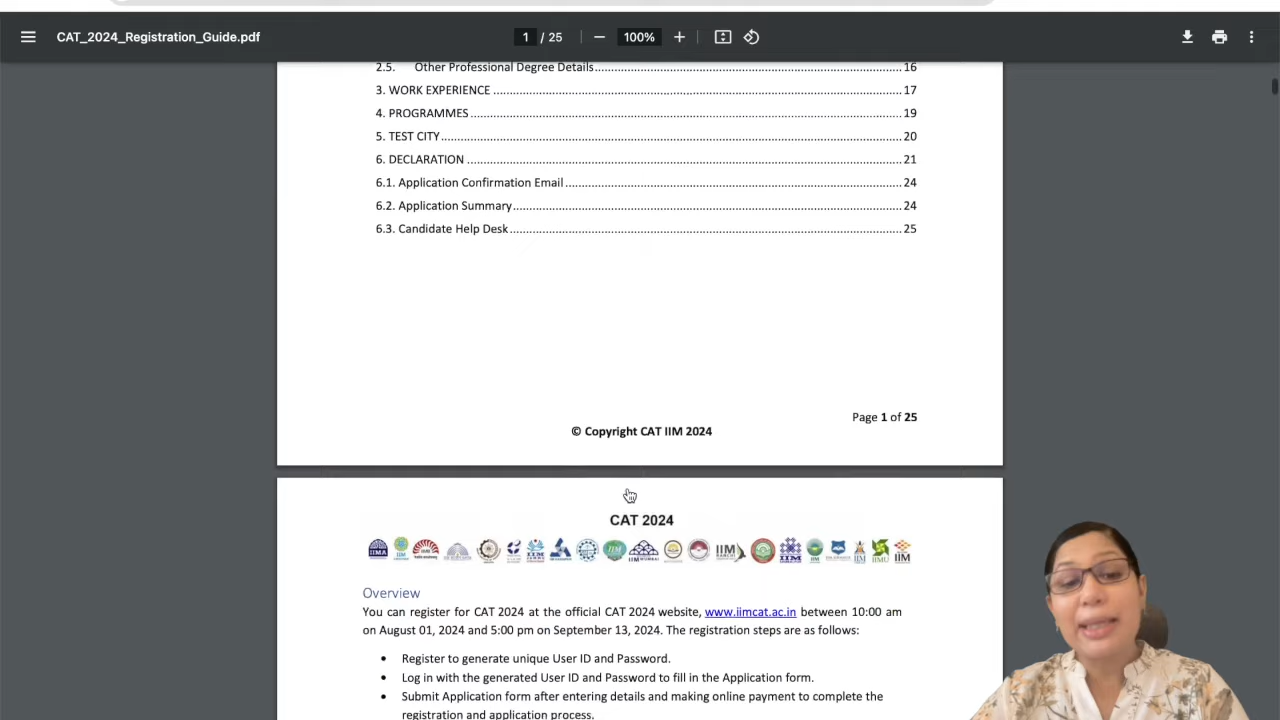 CAT_2024_Registration_Guide.pdf
1 / 25
100%
2.5. Other Professional Degree Details 16
3. WORK EXPERIENCE 17
4. PROGRAMMES 19
5. TEST CITY 20
6. DECLARATION 21
6.1. Application Confirmation Email 24
6.2. Application Summary 24
6.3. Candidate Help Desk 25
Page 1 of 25
© Copyright CAT IIM 2024
CAT 2024
Overview
You can register for CAT 2024 at the official CAT 2024 website, www.iimcat.ac.in between 10:00 am
on August 01, 2024 and 5:00 pm on September 13, 2024. The registration steps are as follows:
• Register to generate unique User ID and Password.
• Log in with the generated User ID and Password to fill in the Application form.
• Submit Application form after entering details and making online payment to complete the
registration and application process.